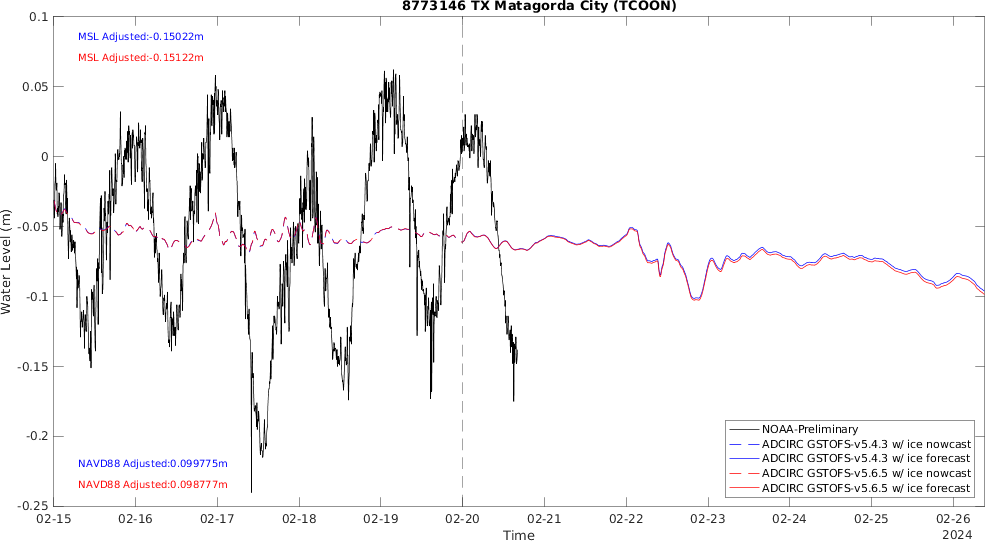 8773146 TX Matagorda City (TCOON)
0.1
0.05
0
-0.05
-0.1
-0.15
-0.2
-0.25
Water Level (m)
MSL Adjusted:-0.15022m
MSL Adjusted:-0.15122m
NAVD88 Adjusted:0.099775m
NAVD88 Adjusted:0.098777m
NOAA-Preliminary
ADCIRC GSTOFS-v5.4.3 w/ ice nowcast
ADCIRC GSTOFS-v5.4.3 w/ ice forecast
ADCIRC GSTOFS-v5.6.5 w/ ice nowcast
ADCIRC GSTOFS-v5.6.5 w/ ice forecast
02-15 02-16 02-17 02-18 02-19 02-20 02-21 02-22 02-23 02-24 02-25 02-26
Time
2024